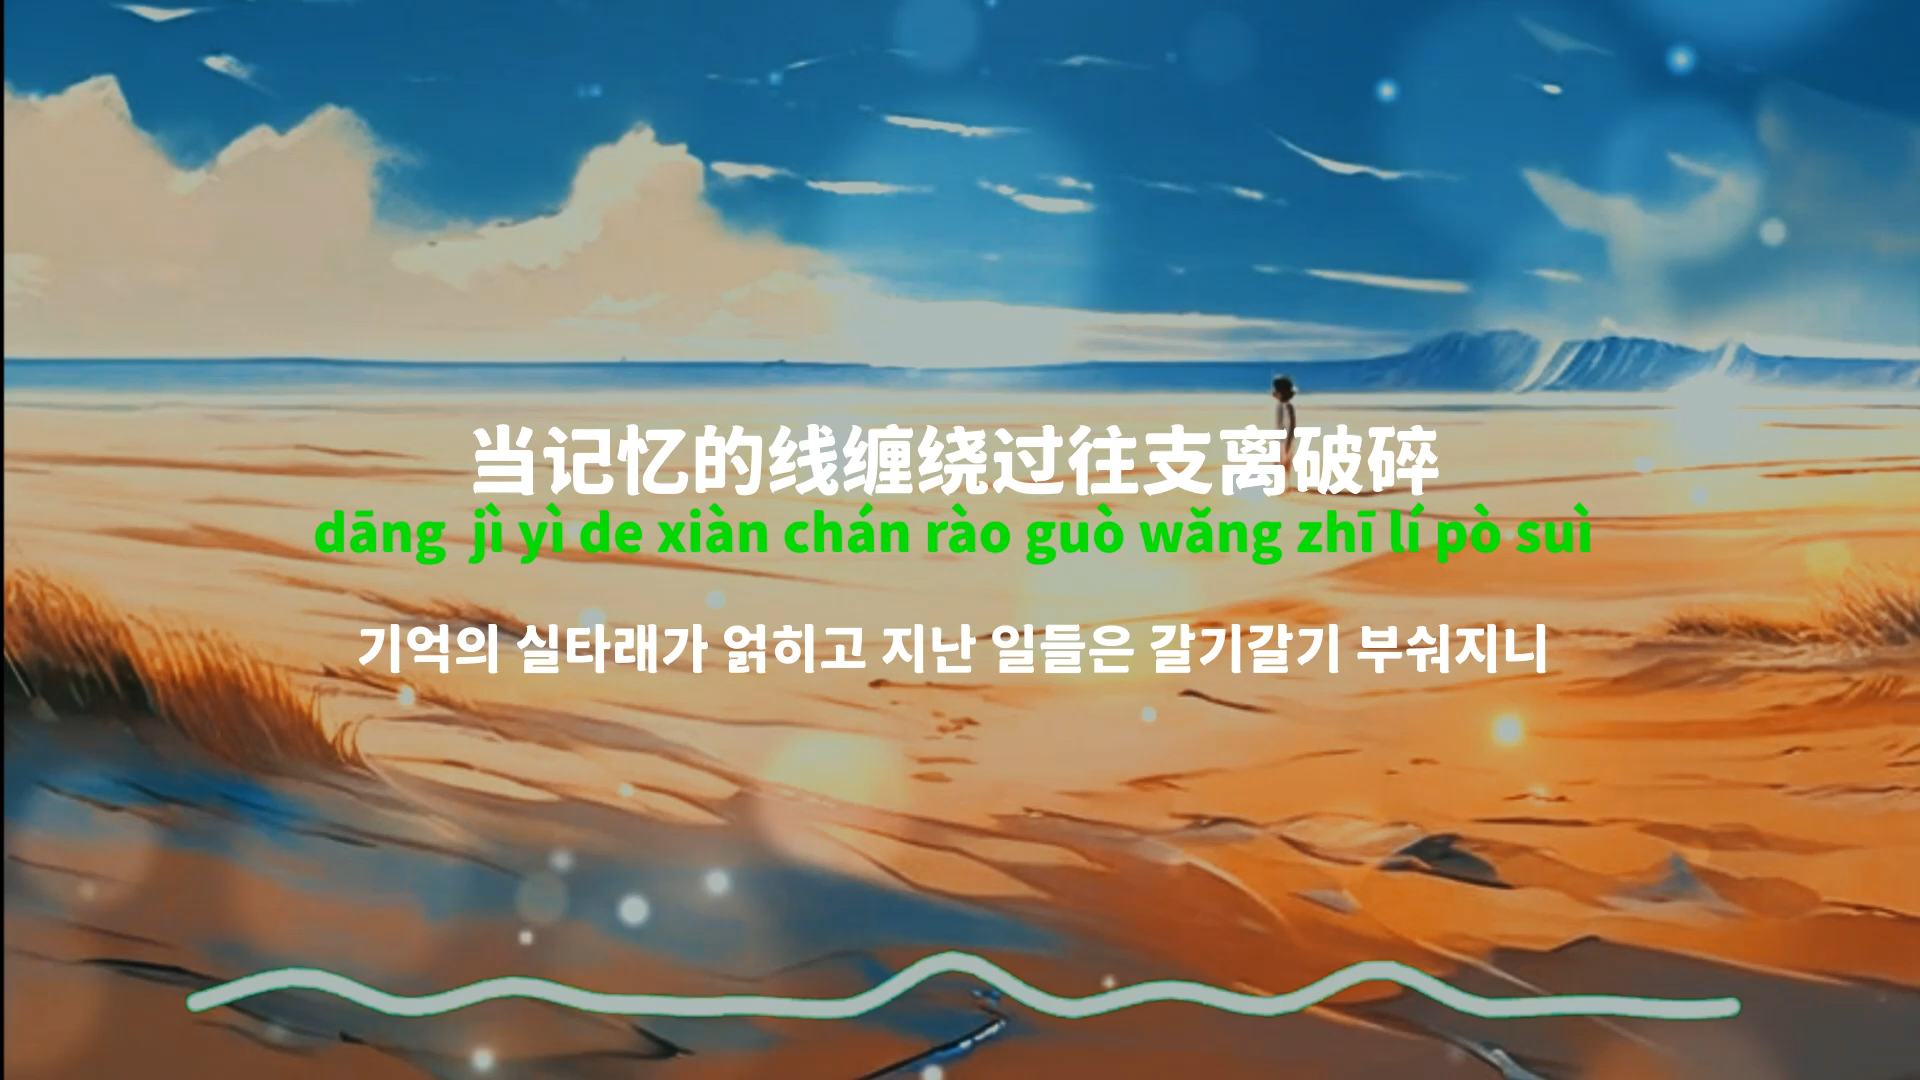 当记忆的线缠绕过往支离破碎
dāng jì yì de xiàn chán rào guò wǎng zhī lí pò suì
기억의 실타래가 얽히고 지난 일들은 갈기갈기 부숴지니